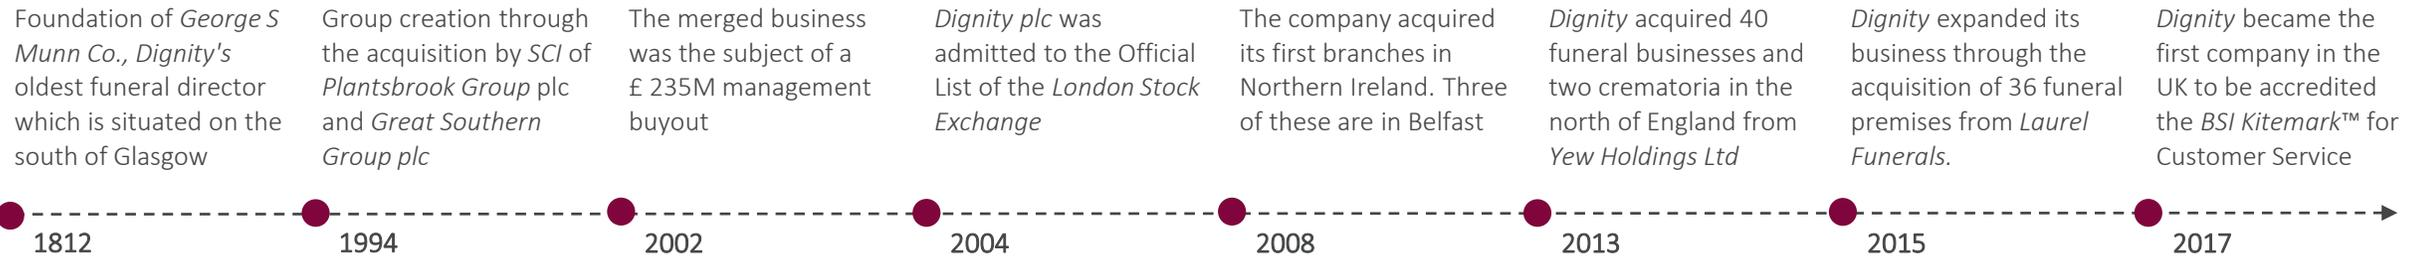 Foundation of George S
Munn Co., Dignity's
oldest funeral director
which is situated on the
south of Glasgow
1812
Group creation through
the acquisition by SCI of
Plantsbrook Group plc
and Great Southern
Group plc
1994
The merged business
was the subject of a
£ 235M management
buyout
2002
Dignity plc was
admitted to the Official
List of the London Stock
Exchange
2004
The company acquired
its first branches in
Northern Ireland. Three
of these are in Belfast
2008
Dignity acquired 40
funeral businesses and
two crematoria in the
north of England from
Yew Holdings Ltd
2013
Dignity expanded its
business through the
acquisition of 36 funeral
premises from Laurel
Funerals.
2015
Dignity became the
first company in the
UK to be accredited
the BSI Kitemark™ for
Customer Service
2017